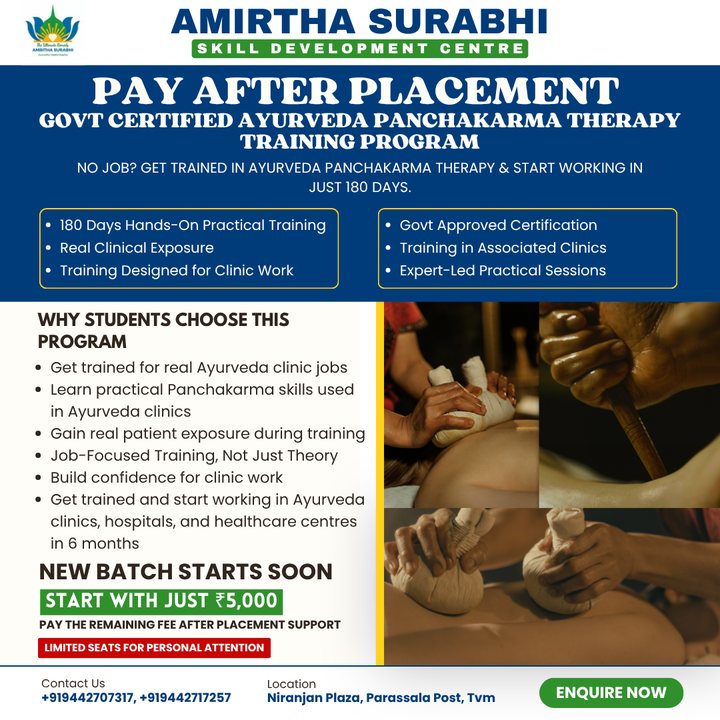 The Ultimate Remedy
AMIRTHA SURABHI
AMIRTHA SURABHI
SKILL DEVELOPMENT CENTRE
PAY AFTER PLACEMENT
GOVT CERTIFIED AYURVEDA PANCHAKARMA THERAPY
TRAINING PROGRAM
NO JOB? GET TRAINED IN AYURVEDA PANCHAKARMA THERAPY & START WORKING IN
JUST 180 DAYS.
• 180 Days Hands-On Practical Training
• Real Clinical Exposure
• Training Designed for Clinic Work
• Govt Approved Certification
• Training in Associated Clinics
• Expert-Led Practical Sessions
WHY STUDENTS CHOOSE THIS
PROGRAM
• Get trained for real Ayurveda clinic jobs
• Learn practical Panchakarma skills used
in Ayurveda clinics
• Gain real patient exposure during training
• Job-Focused Training, Not Just Theory
• Build confidence for clinic work
• Get trained and start working in Ayurveda
clinics, hospitals, and healthcare centres
in 6 months
NEW BATCH STARTS SOON
START WITH JUST ₹5,000
PAY THE REMAINING FEE AFTER PLACEMENT SUPPORT
LIMITED SEATS FOR PERSONAL ATTENTION
Contact Us
+919442707317, +919442717257
Location
Niranjan Plaza, Parassala Post, Tvm
ENQUIRE NOW